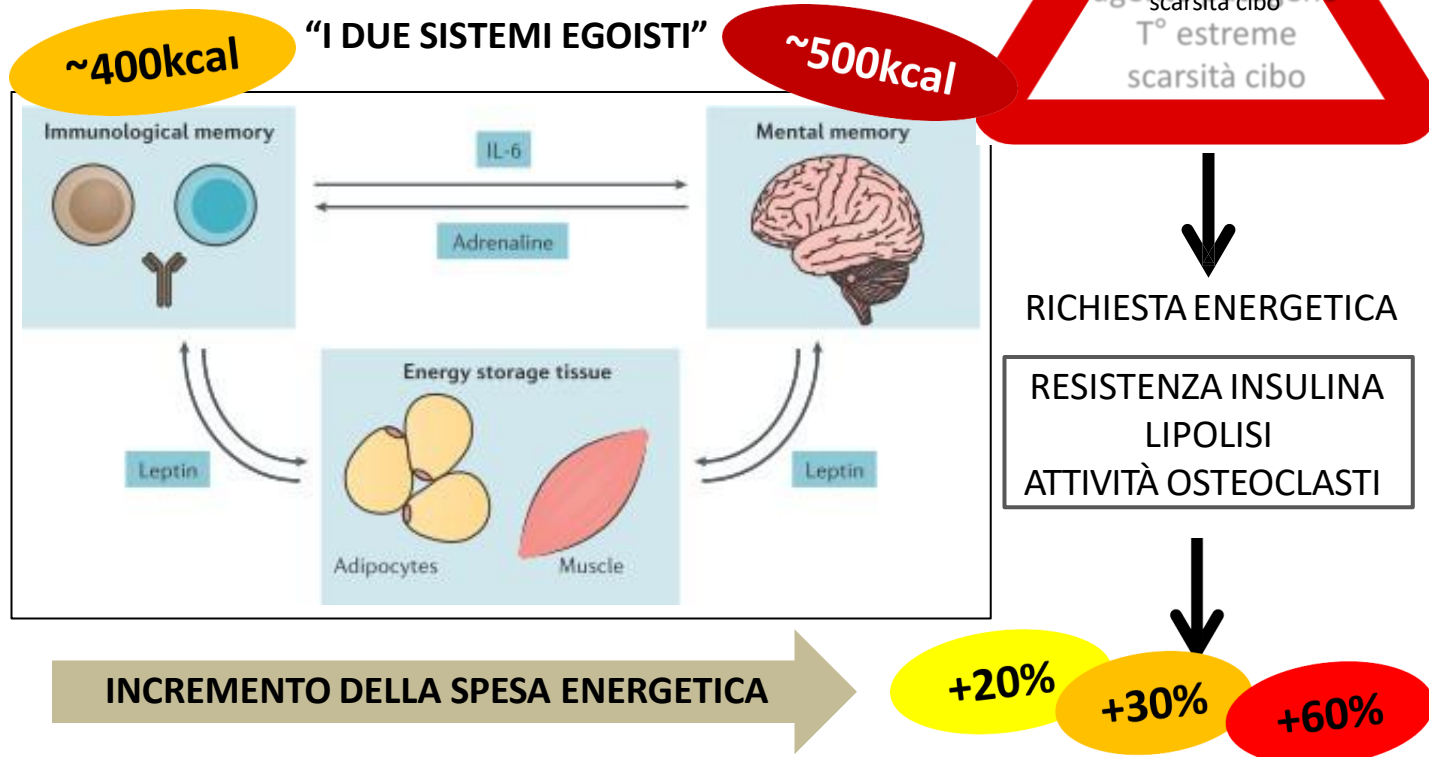 "I DUE SISTEMI EGOISTI"
~400kcal
~500kcal
scarsità cibo
T° estreme
scarsità cibo
Immunological memory
IL-6
Adrenaline
Mental memory
Energy storage tissue
Leptin
Leptin
Adipocytes
Muscle
RICHIESTA ENERGETICA
RESISTENZA INSULINA
LIPOLISI
ATTIVITÀ OSTEOCLASTI
INCREMENTO DELLA SPESA ENERGETICA
+20%
+30%
+60%